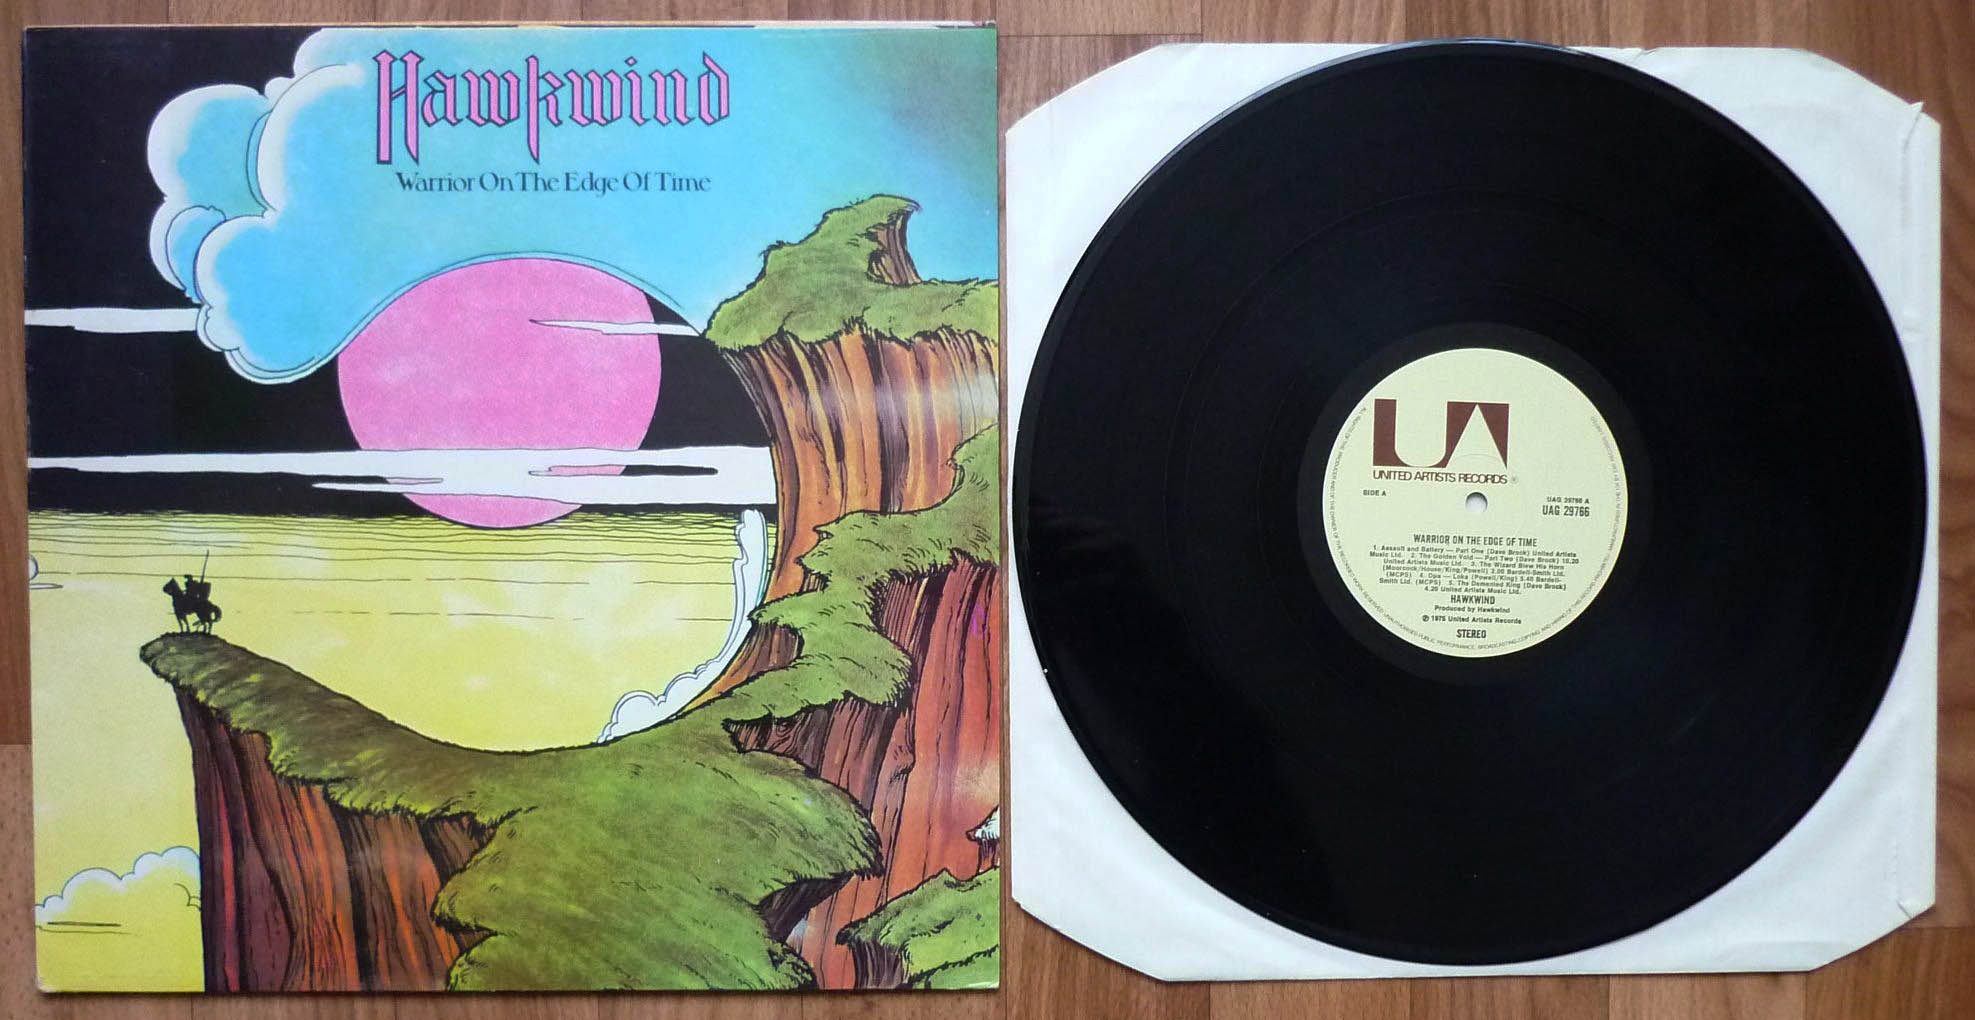 Hawkwind
Warrior On The Edge Of Time
UA
UNITED ARTISTS RECORDS ®
SIDE A
UAG 29766 A
UAG 29766
WARRIOR ON THE EDGE OF TIME
1. Assault and Battery — Part One (Dave Brock) United Artists
Music Ltd. 2. The Golden Void — Part Two (Dave Brock) 10.20
United Artists Music Ltd. 3. The Wizard Blew His Horn
(Moorcock/House/King/Powell) 2.00 Bardell-Smith Ltd.
(MCPS) 4. Opa — Loka (Powell/King) 5.40 Bardell-
Smith Ltd. (MCPS) 5. The Demented King (Dave Brock)
4.20 United Artists Music Ltd.
HAWKWIND
Produced by Hawkwind
℗ 1975 United Artists Records
STEREO